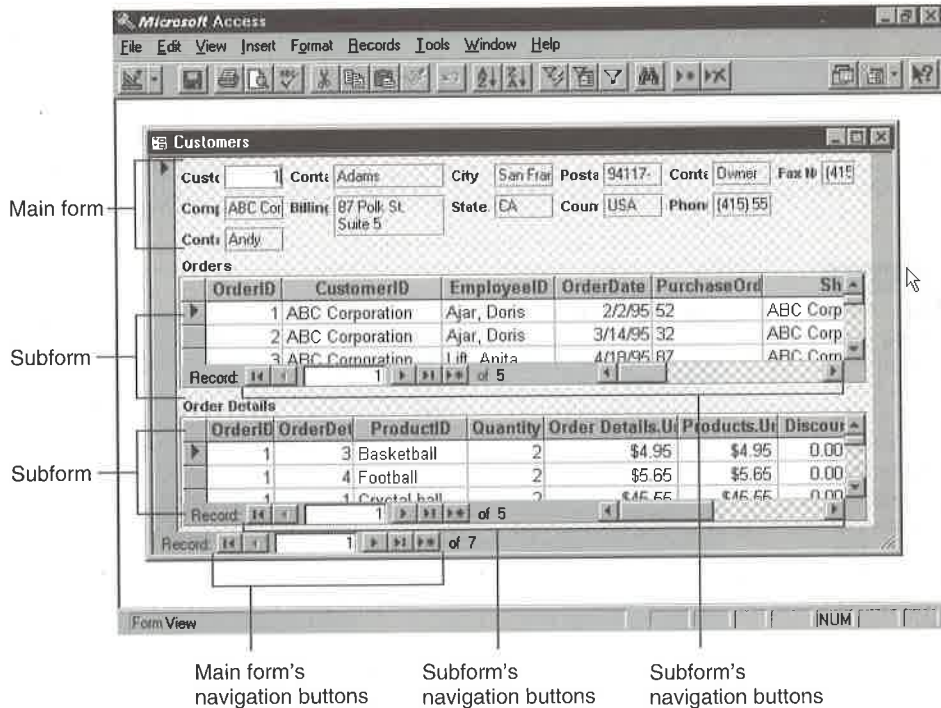 Microsoft Access
File Edit View Insert Format Records Tools Window Help
Customers
Custo 1 Conta Adams City San Fran Posta 94117- Conta Owner Fax N (415
Main form
Comp ABC Cor Billing 87 Polk St. Suite 5 State CA Coun USA Phon (415) 55
Conta Andy
Orders
OrderID CustomerID EmployeeID OrderDate PurchaseOrd Sh
1 ABC Corporation Ajar, Doris 2/2/95 52 ABC Corp
2 ABC Corporation Ajar, Doris 3/14/95 32 ABC Corp
Subform
3 ABC Corporation Lift, Anita 4/18/95 87 ABC Corp
Record: 1 of 5
Order Details
OrderID OrderDet ProductID Quantity Order Details.Un Products.Un Discour
1 3 Basketball 2 $4.95 $4.95 0.00
Subform
1 4 Football 2 $5.65 $5.65 0.00
1 1 Crystal ball 2 $45.55 0.00
Record: 1 of 5
Record: 1 of 7
Form View NUM
Main form's navigation buttons
Subform's navigation buttons
Subform's navigation buttons